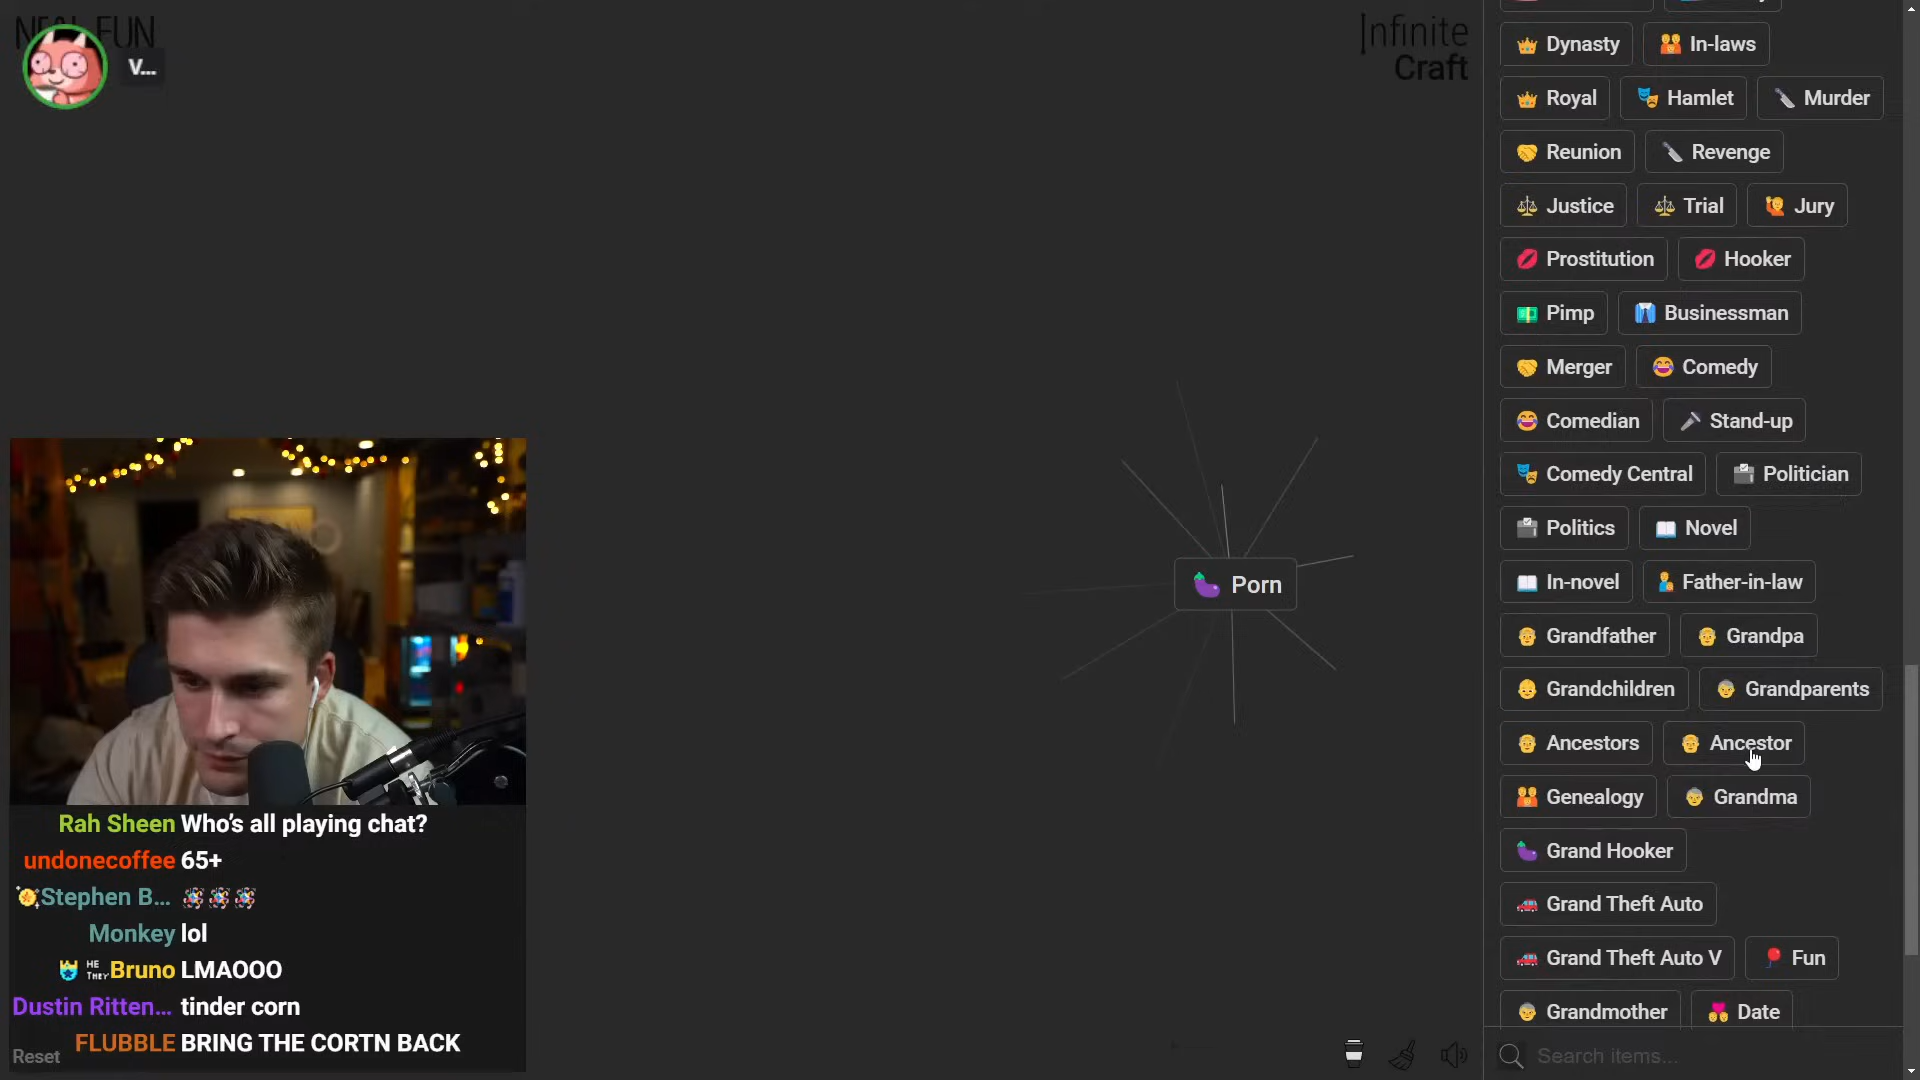 NEAL.FUN
V...
Infinite
Craft
Dynasty
In-laws
Royal
Hamlet
Murder
Reunion
Revenge
Justice
Trial
Jury
Prostitution
Hooker
Pimp
Businessman
Merger
Comedy
Comedian
Stand-up
Comedy Central
Politician
Politics
Novel
In-novel
Father-in-law
Grandfather
Grandpa
Grandchildren
Grandparents
Ancestors
Ancestor
Genealogy
Grandma
Grand Hooker
Grand Theft Auto
Grand Theft Auto V
Fun
Grandmother
Date
Search items...
Porn
Rah Sheen Who's all playing chat?
undonecoffee 65+
Stephen B...
Monkey lol
HE THEY Bruno LMAOOO
Dustin Ritten... tinder corn
FLUBBLE BRING THE CORTN BACK
Reset